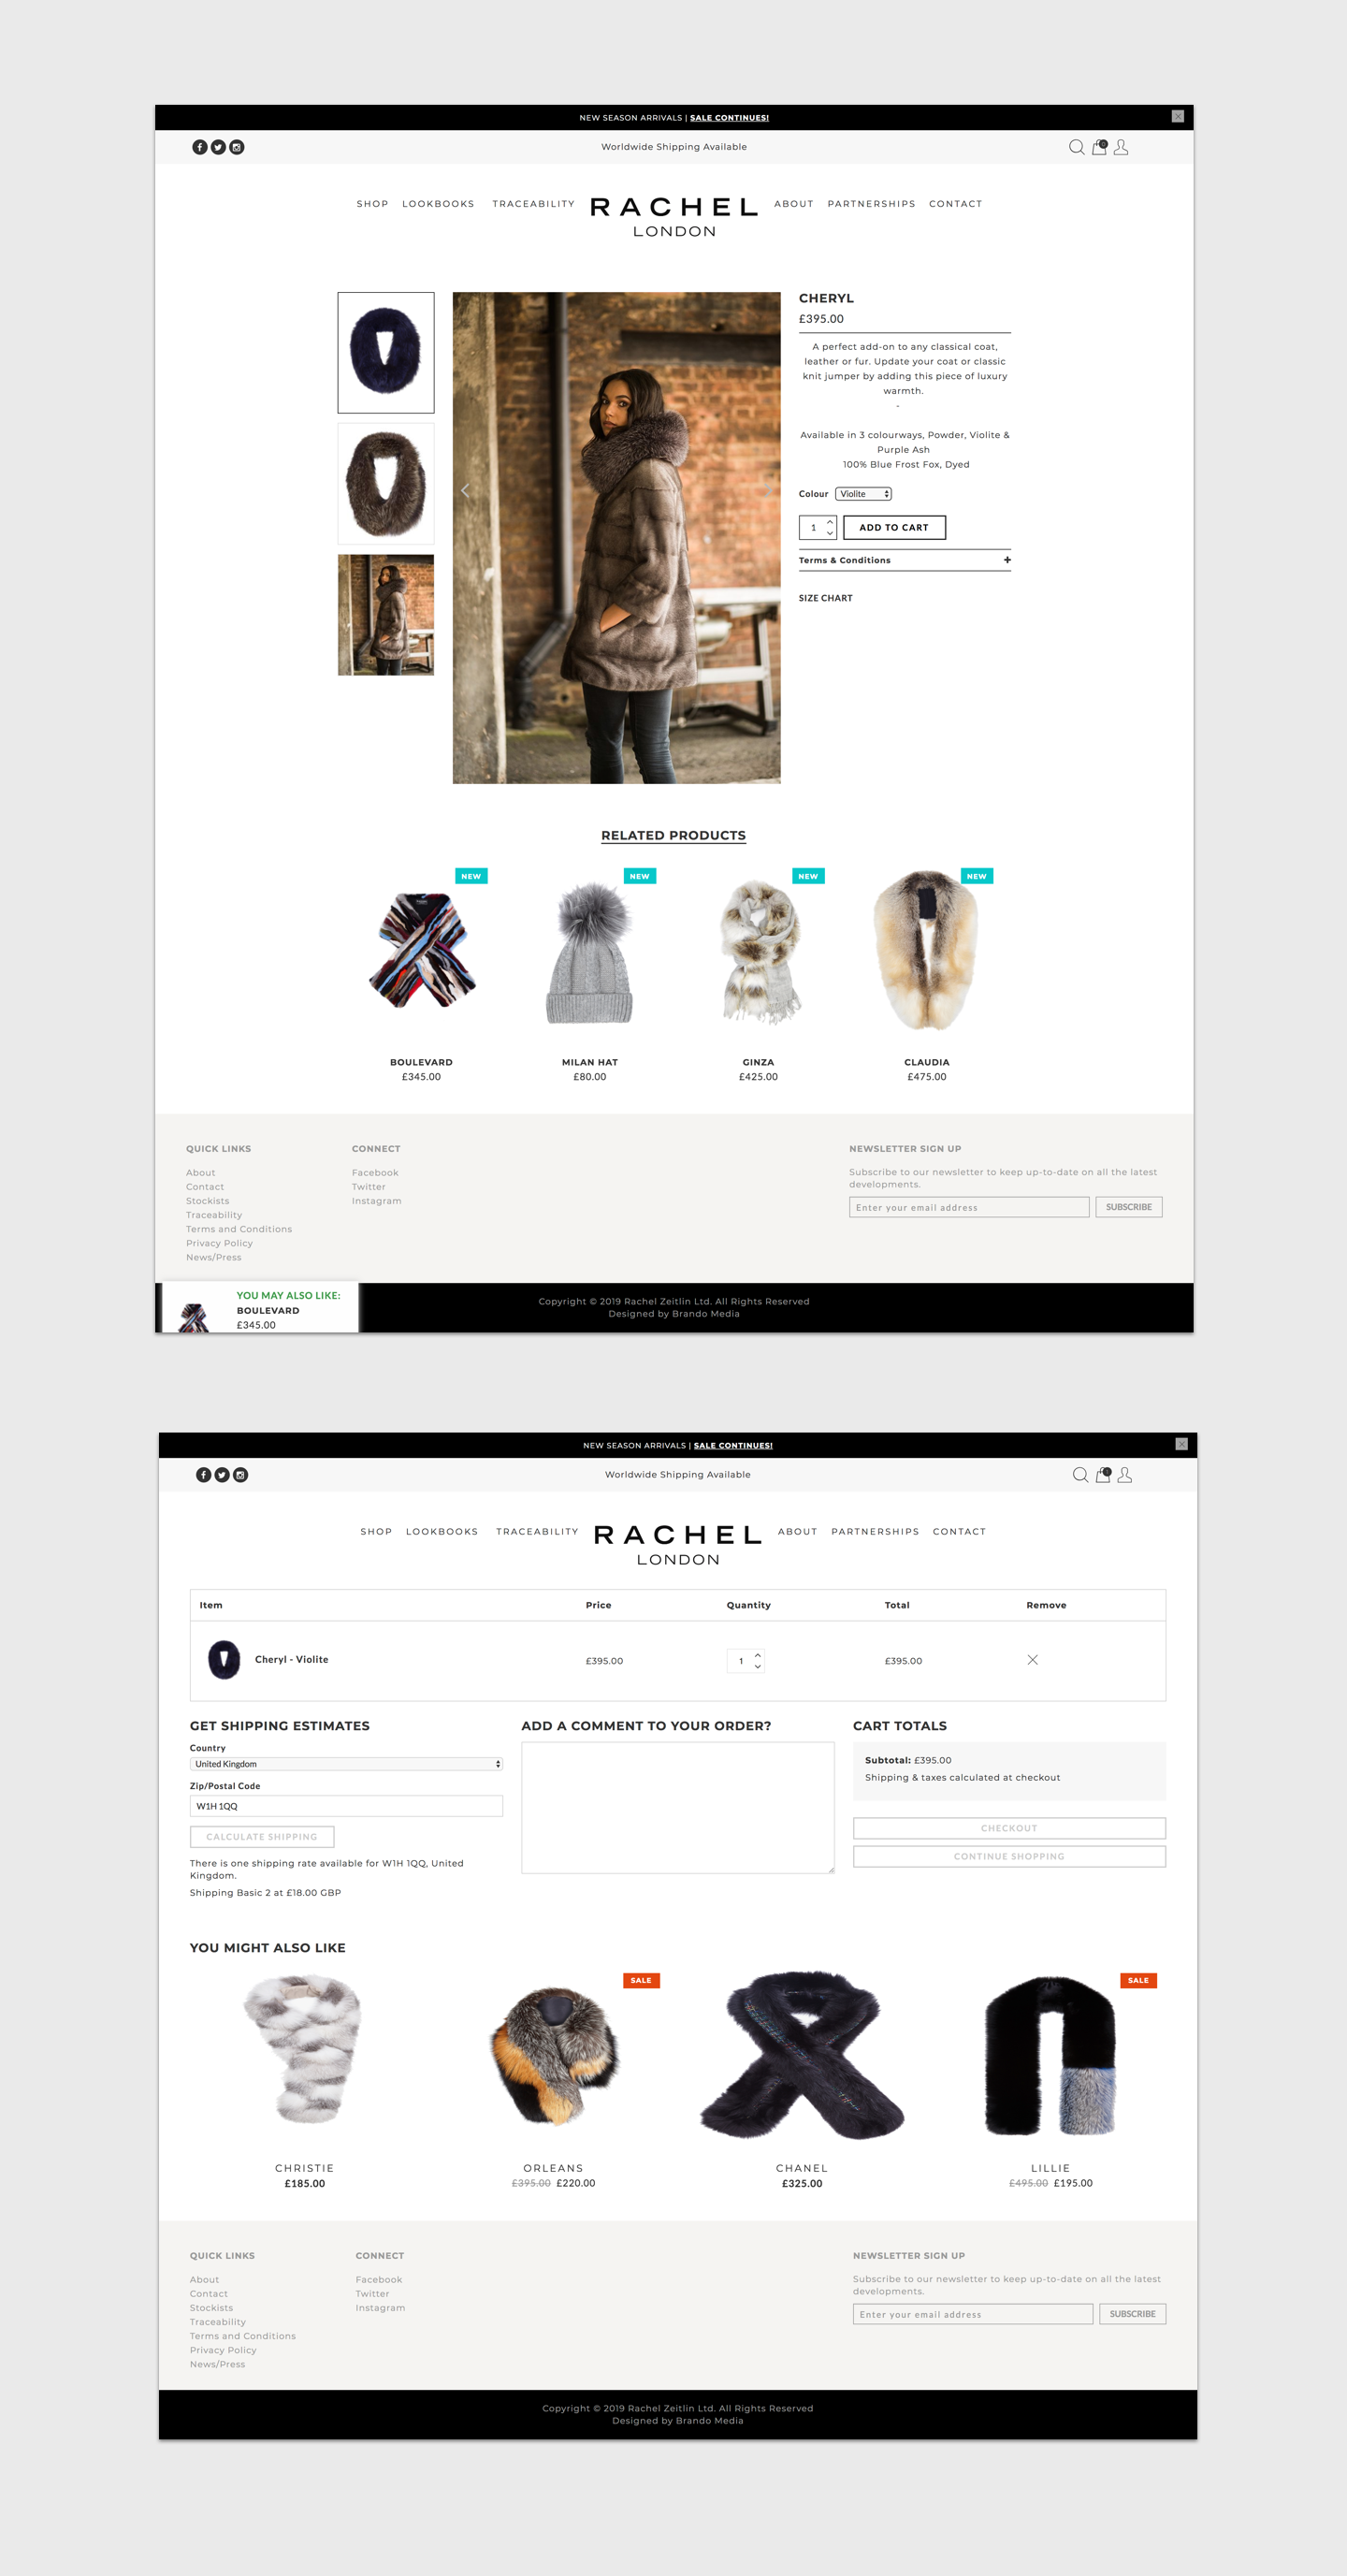 NEW SEASON ARRIVALS | SALE CONTINUES!
Worldwide Shipping Available
SHOP LOOKBOOKS TRACEABILITY RACHEL ABOUT PARTNERSHIPS CONTACT
LONDON
CHERYL
£395.00
A perfect add-on to any classical coat,
leather or fur. Update your coat or classic
knit jumper by adding this piece of luxury
warmth.
-
Available in 3 colourways, Powder, Violite &
Purple Ash
100% Blue Frost Fox, Dyed
Colour Violite
1 ADD TO CART
Terms & Conditions +
SIZE CHART
RELATED PRODUCTS
NEW NEW NEW NEW
BOULEVARD MILAN HAT GINZA CLAUDIA
£345.00 £80.00 £425.00 £475.00
QUICK LINKS
About
Contact
Stockists
Traceability
Terms and Conditions
Privacy Policy
News/Press
CONNECT
Facebook
Twitter
Instagram
NEWSLETTER SIGN UP
Subscribe to our newsletter to keep up-to-date on all the latest
developments.
Enter your email address SUBSCRIBE
YOU MAY ALSO LIKE:
BOULEVARD
£345.00
Copyright © 2019 Rachel Zeitlin Ltd. All Rights Reserved
Designed by Brando Media
NEW SEASON ARRIVALS | SALE CONTINUES!
Worldwide Shipping Available
SHOP LOOKBOOKS TRACEABILITY RACHEL ABOUT PARTNERSHIPS CONTACT
LONDON
Item Price Quantity Total Remove
Cheryl - Violite £395.00 1 £395.00
GET SHIPPING ESTIMATES
Country
United Kingdom
Zip/Postal Code
W1H 1QQ
CALCULATE SHIPPING
There is one shipping rate available for W1H 1QQ, United
Kingdom.
Shipping Basic 2 at £18.00 GBP
ADD A COMMENT TO YOUR ORDER?
CART TOTALS
Subtotal: £395.00
Shipping & taxes calculated at checkout
CHECKOUT
CONTINUE SHOPPING
YOU MIGHT ALSO LIKE
SALE SALE
CHRISTIE ORLEANS CHANEL LILLIE
£185.00 £395.00 £220.00 £325.00 £495.00 £195.00
QUICK LINKS
About
Contact
Stockists
Traceability
Terms and Conditions
Privacy Policy
News/Press
CONNECT
Facebook
Twitter
Instagram
NEWSLETTER SIGN UP
Subscribe to our newsletter to keep up-to-date on all the latest
developments.
Enter your email address SUBSCRIBE
Copyright © 2019 Rachel Zeitlin Ltd. All Rights Reserved
Designed by Brando Media